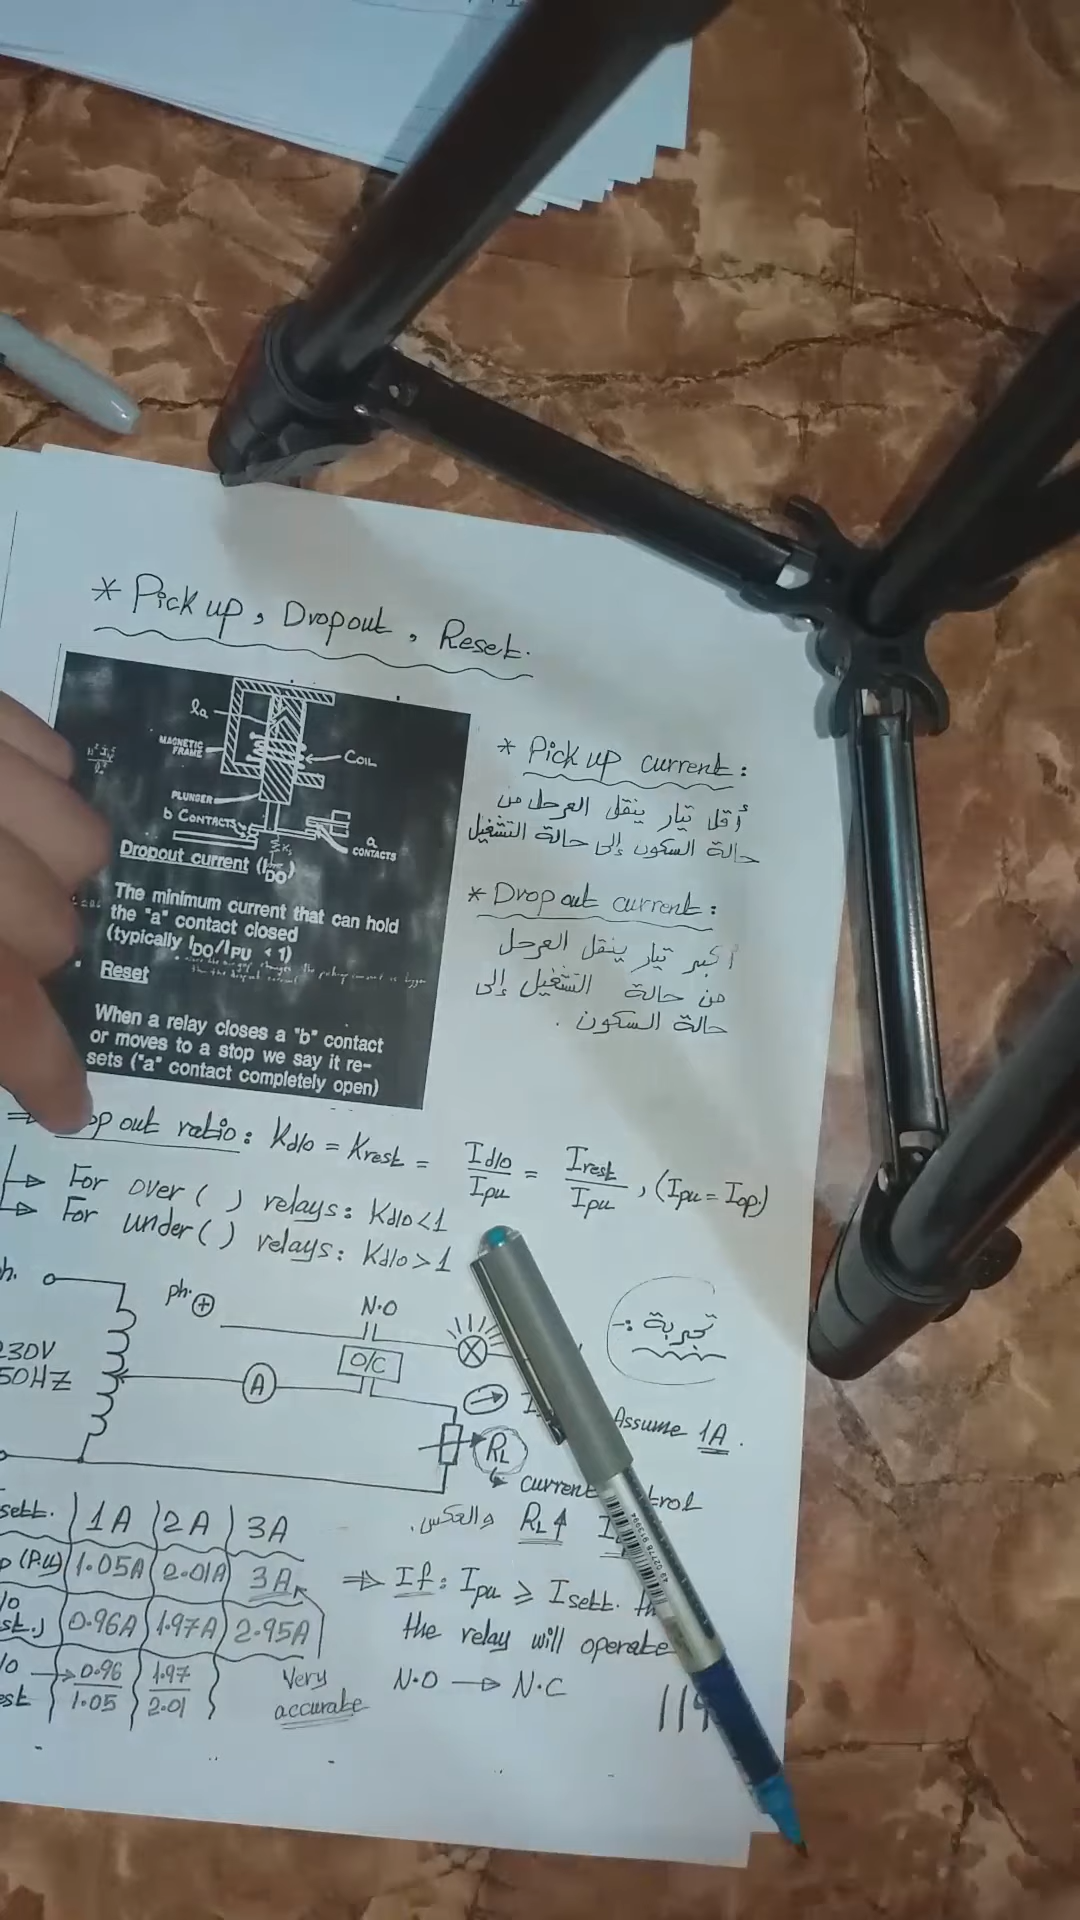 * Pick up, Dropout, Reset.
la
MAGNETIC
FRAME
COIL
PLUNGER
b CONTACTS
a
CONTACTS
Dropout current (IDO)
The minimum current that can hold
the "a" contact closed
(typically IDO/IPU < 1)
• Reset
When a relay closes a "b" contact
or moves to a stop we say it re-
sets ("a" contact completely open)
* Pick up current:
أقل تيار ينقل المرحل من
حالة السكون إلى حالة التشغيل
* Drop out current:
أكبر تيار ينقل المرحل
من حالة التشغيل إلى
حالة السكون.
⇒ op out ratio: Kd/o = Krest = Id/o/Ipu = Irest/Ipu, (Ipu = Iop)
For over ( ) relays: Kd/o<1
For under ( ) relays: Kd/o>1
ph. +
N.O
O/C
A
230V
50HZ
تجربة :-
Assume 1A.
RL
current
RL↑
والعكس.
sett. 1A 2A 3A
(P.U) 1.05A 2.01A 3A
0.96A 1.97A 2.95A
0.96/1.05 1.97/2.01
Very
accurate
⇒ If: Ipu ⩾ Isett.
the relay will operate
N.O → N.C
119